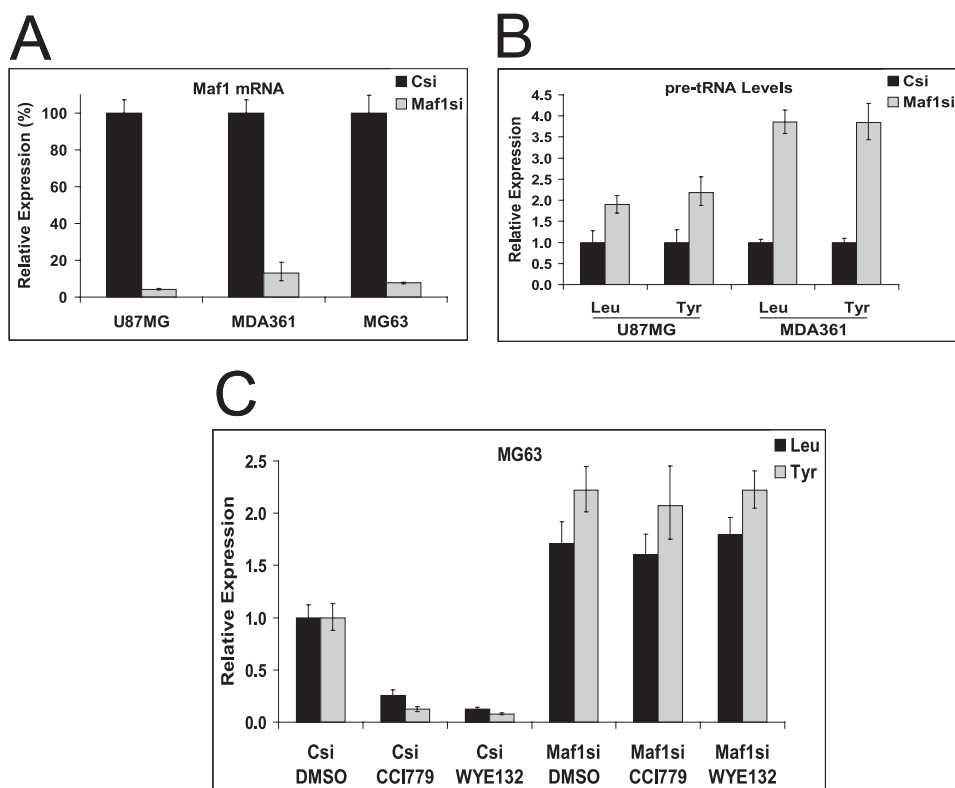 A
Maf1 mRNA
Csi
Maf1si
Relative Expression (%)
100
80
60
40
20
0
U87MG MDA361 MG63
B
pre-tRNA Levels
Csi
Maf1si
Relative Expression
4.5
4.0
3.5
3.0
2.5
2.0
1.5
1.0
0.5
0.0
Leu Tyr Leu Tyr
U87MG MDA361
C
MG63
Leu
Tyr
Relative Expression
2.5
2.0
1.5
1.0
0.5
0.0
Csi Csi Csi Maf1si Maf1si Maf1si
DMSO CCI779 WYE132 DMSO CCI779 WYE132